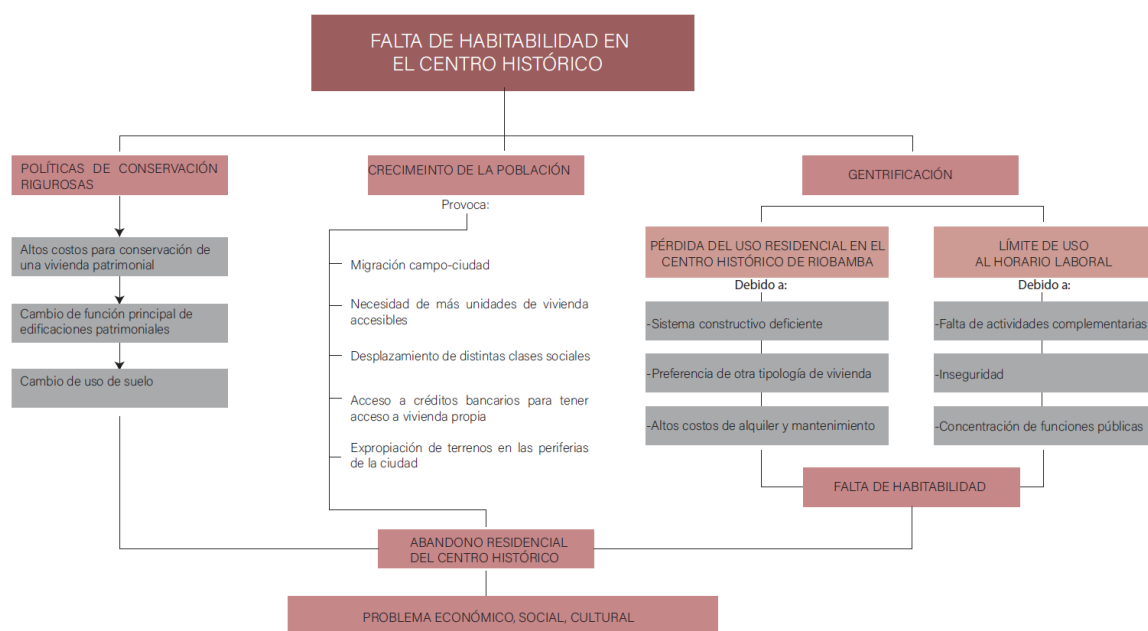 FALTA DE HABITABILIDAD EN
EL CENTRO HISTÓRICO
POLÍTICAS DE CONSERVACIÓN
RIGUROSAS
Altos costos para conservación de
una vivienda patrimonial
Cambio de función principal de
edificaciones patrimoniales
Cambio de uso de suelo
CRECIMEINTO DE LA POBLACIÓN
Provoca:
Migración campo-ciudad
Necesidad de más unidades de vivienda
accesibles
Desplazamiento de distintas clases sociales
Acceso a créditos bancarios para tener
acceso a vivienda propia
Expropiación de terrenos en las periferias
de la ciudad
GENTRIFICACIÓN
PÉRDIDA DEL USO RESIDENCIAL EN EL
CENTRO HISTÓRICO DE RIOBAMBA
Debido a:
-Sistema constructivo deficiente
-Preferencia de otra tipología de vivienda
-Altos costos de alquiler y mantenimiento
LÍMITE DE USO
AL HORARIO LABORAL
Debido a:
-Falta de actividades complementarias
-Inseguridad
-Concentración de funciones públicas
FALTA DE HABITABILIDAD
ABANDONO RESIDENCIAL
DEL CENTRO HISTÓRICO
PROBLEMA ECONÓMICO, SOCIAL, CULTURAL